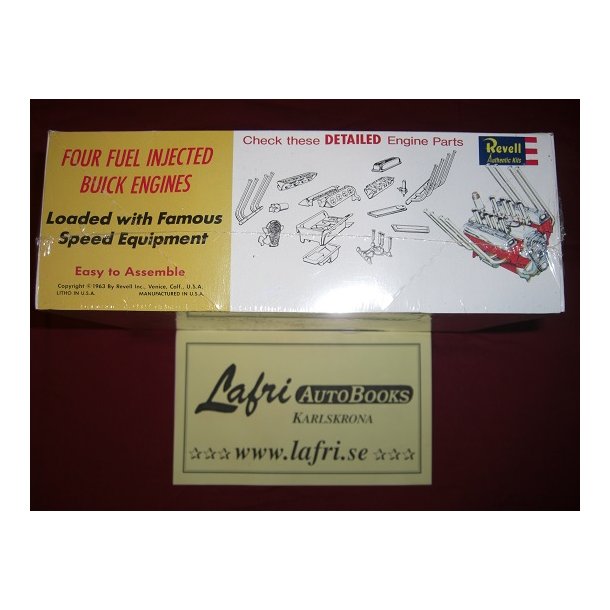 FOUR FUEL INJECTED
BUICK ENGINES
Loaded with Famous
Speed Equipment
Easy to Assemble
Copyright ©1963 By Revell Inc., Venice, Calf., U.S.A.
LITHO IN U.S.A. MANUFACTURED IN U.S.A.
Check these DETAILED Engine Parts
Revell
Authentic Kits
Lafri AUTOBOOKS
KARLSKRONA
www.lafri.se